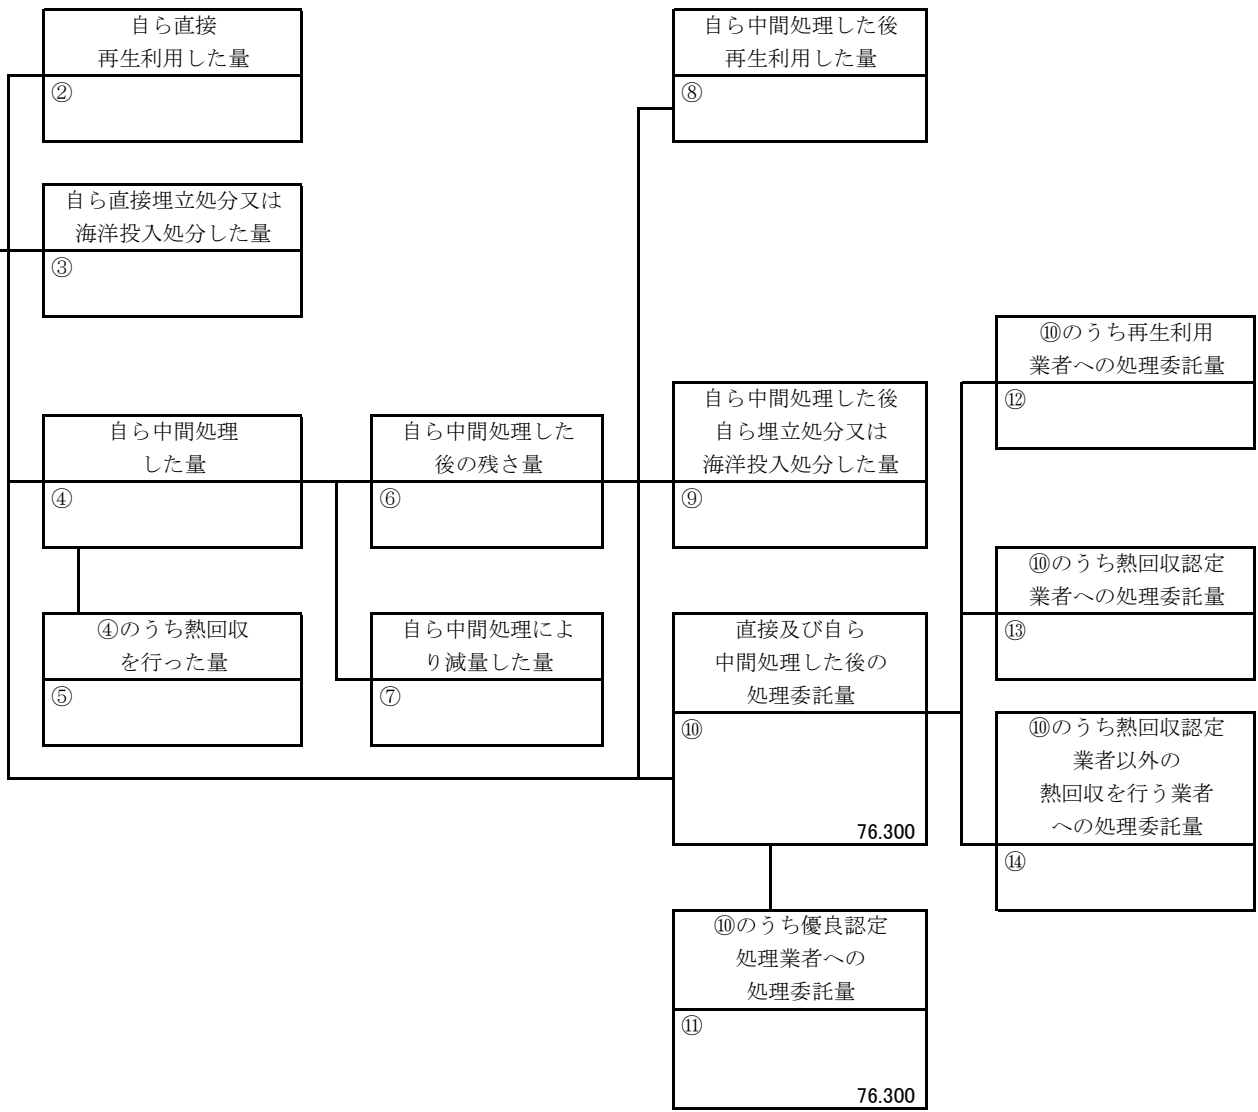 自ら直接
再生利用した量
②
自ら直接埋立処分又は
海洋投入処分した量
③
自ら中間処理
した量
④
④のうち熱回収
を行った量
⑤
自ら中間処理した
後の残さ量
⑥
自ら中間処理によ
り減量した量
⑦
自ら中間処理した後
再生利用した量
⑧
自ら中間処理した後
自ら埋立処分又は
海洋投入処分した量
⑨
直接及び自ら
中間処理した後の
処理委託量
⑩
76.300
⑩のうち優良認定
処理業者への
処理委託量
⑪
76.300
⑩のうち再生利用
業者への処理委託量
⑫
⑩のうち熱回収認定
業者への処理委託量
⑬
⑩のうち熱回収認定
業者以外の
熱回収を行う業者
への処理委託量
⑭